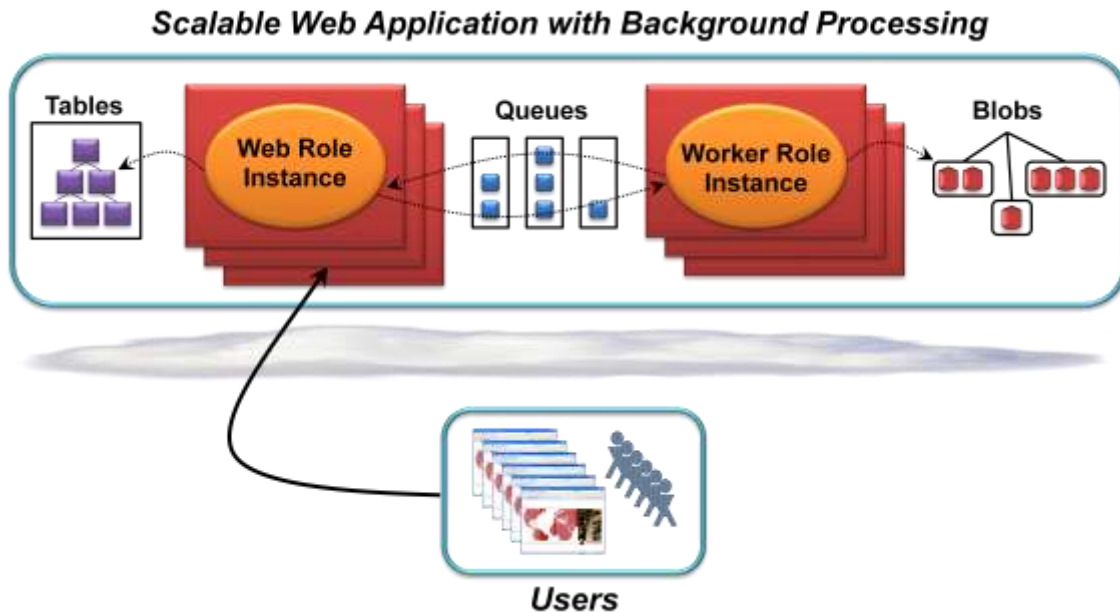 Scalable Web Application with Background Processing
Tables
Web Role
Instance
Queues
Worker Role
Instance
Blobs
Users